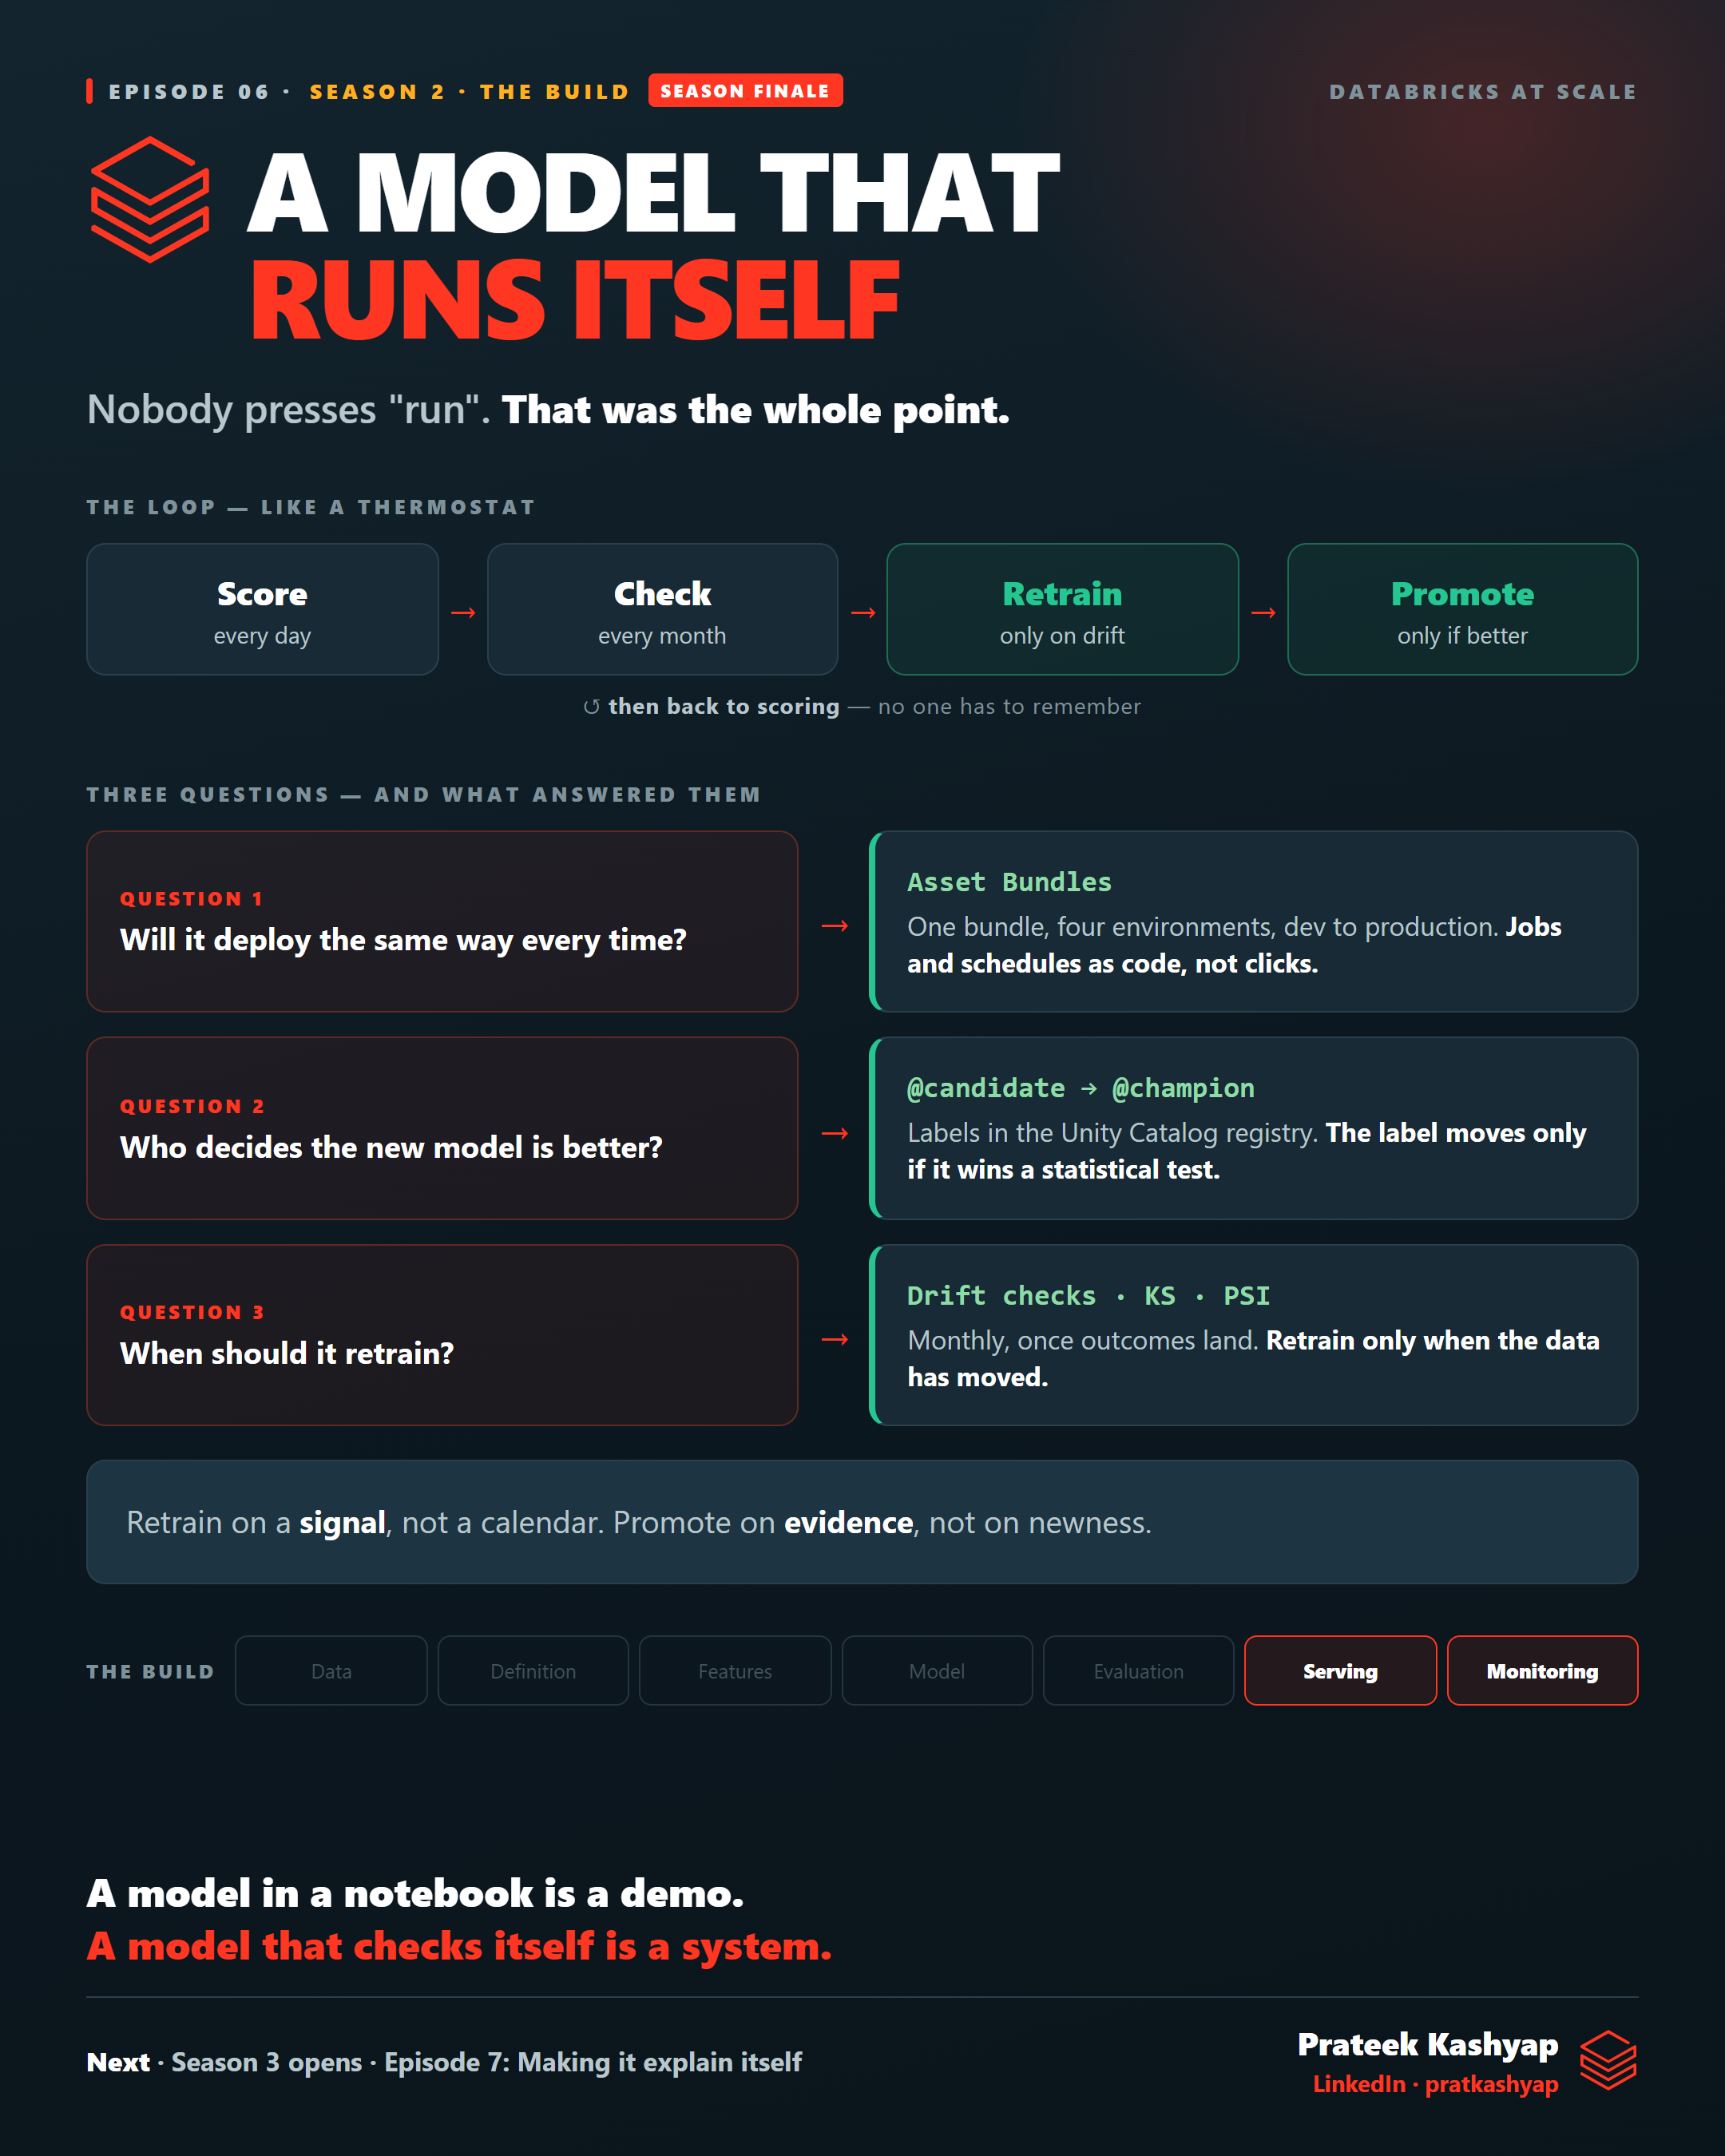 EPISODE 06 · SEASON 2 · THE BUILD SEASON FINALE
DATABRICKS AT SCALE
A MODEL THAT
RUNS ITSELF
Nobody presses "run". That was the whole point.
THE LOOP — LIKE A THERMOSTAT
Score
every day
→
Check
every month
→
Retrain
only on drift
→
Promote
only if better
↺ then back to scoring — no one has to remember
THREE QUESTIONS — AND WHAT ANSWERED THEM
QUESTION 1
Will it deploy the same way every time?
→
Asset Bundles
One bundle, four environments, dev to production. Jobs
and schedules as code, not clicks.
QUESTION 2
Who decides the new model is better?
→
@candidate → @champion
Labels in the Unity Catalog registry. The label moves only
if it wins a statistical test.
QUESTION 3
When should it retrain?
→
Drift checks · KS · PSI
Monthly, once outcomes land. Retrain only when the data
has moved.
Retrain on a signal, not a calendar. Promote on evidence, not on newness.
THE BUILD
Data
Definition
Features
Model
Evaluation
Serving
Monitoring
A model in a notebook is a demo.
A model that checks itself is a system.
Next · Season 3 opens · Episode 7: Making it explain itself
Prateek Kashyap
LinkedIn · pratkashyap